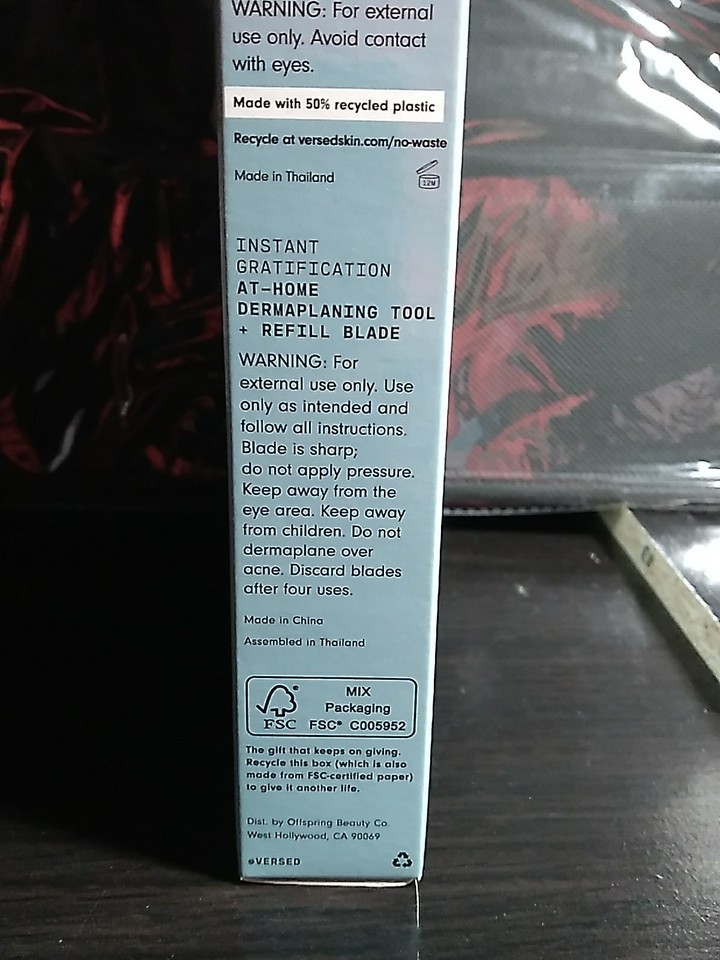 WARNING: For external
use only. Avoid contact
with eyes.
Made with 50% recycled plastic
Recycle at versedskin.com/no-waste
Made in Thailand
12M
INSTANT
GRATIFICATION
AT-HOME
DERMAPLANING TOOL
+ REFILL BLADE
WARNING: For
external use only. Use
only as intended and
follow all instructions.
Blade is sharp;
do not apply pressure.
Keep away from the
eye area. Keep away
from children. Do not
dermaplane over
acne. Discard blades
after four uses.
Made in China
Assembled in Thailand
FSC
MIX
Packaging
FSC® C005952
The gift that keeps on giving.
Recycle this box (which is also
made from FSC-certified paper)
to give it another life.
Dist. by Offspring Beauty Co.
West Hollywood, CA 90069
@VERSED